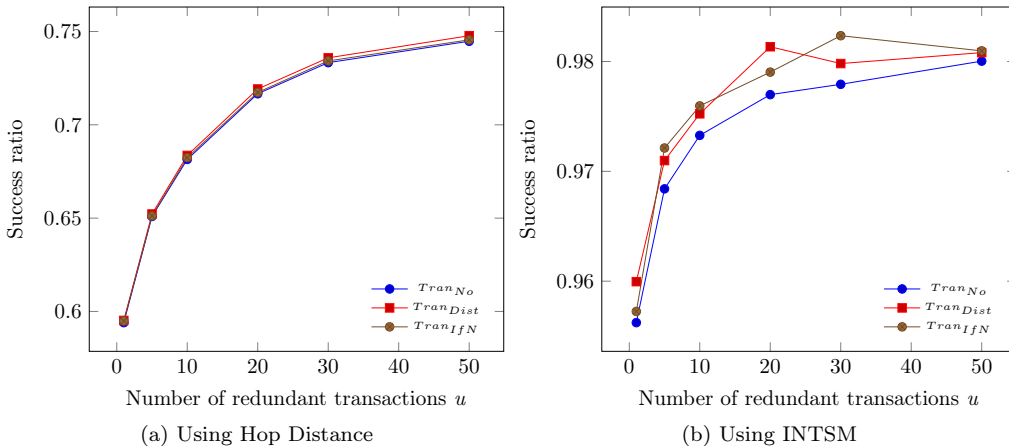 0.75
0.7
0.65
0.6
Success ratio
Tran_No
Tran_Dist
Tran_IfN
0 10 20 30 40 50
Number of redundant transactions u
(a) Using Hop Distance
0.98
0.97
0.96
Success ratio
Tran_No
Tran_Dist
Tran_IfN
0 10 20 30 40 50
Number of redundant transactions u
(b) Using INTSM